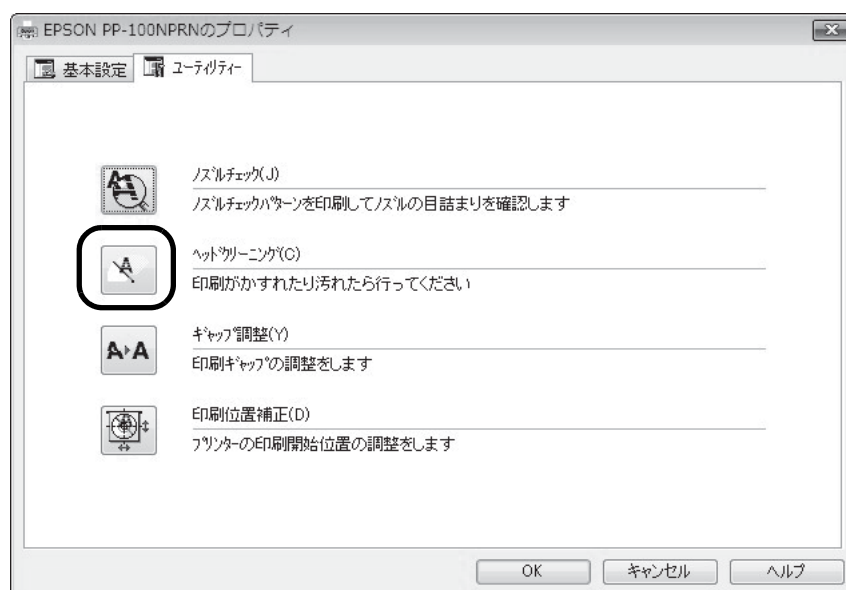 EPSON PP-100NPRNのプロパティ
基本設定 ユーティリティー
ノズルチェック(J)
ノズルチェックパターンを印刷してノズルの目詰まりを確認します
ヘッドクリーニング(C)
印刷がかすれたり汚れたら行ってください
ギャップ調整(Y)
印刷ギャップの調整をします
印刷位置補正(D)
プリンターの印刷開始位置の調整をします
OK キャンセル ヘルプ